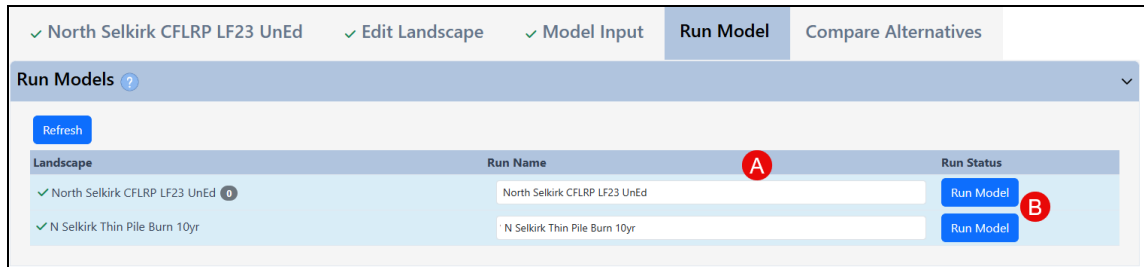 ✓ North Selkirk CFLRP LF23 UnEd ✓ Edit Landscape ✓ Model Input Run Model Compare Alternatives
Run Models ?
Refresh
Landscape Run Name A Run Status
✓ North Selkirk CFLRP LF23 UnEd 0 North Selkirk CFLRP LF23 UnEd Run Model
B
✓ N Selkirk Thin Pile Burn 10yr ' N Selkirk Thin Pile Burn 10yr Run Model